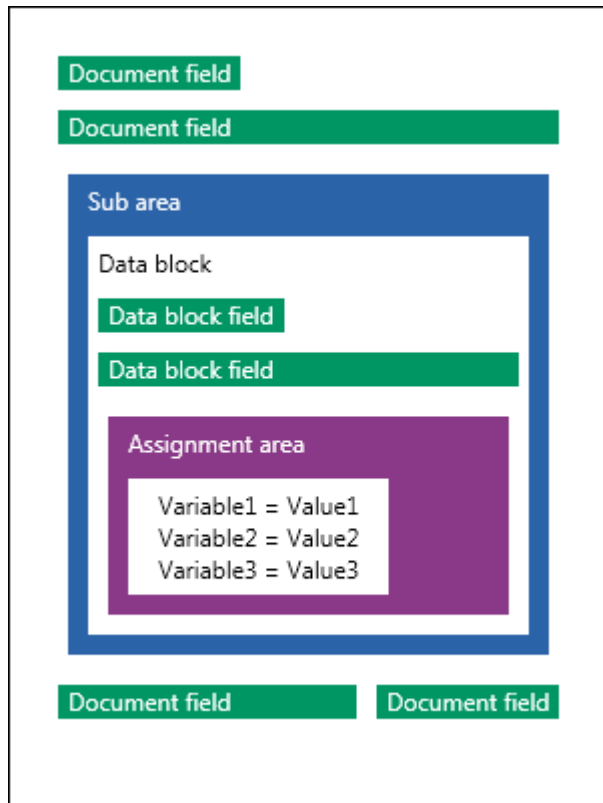 Document field
Document field
Sub area
Data block
Data block field
Data block field
Assignment area
Variable1 = Value1
Variable2 = Value2
Variable3 = Value3
Document field Document field